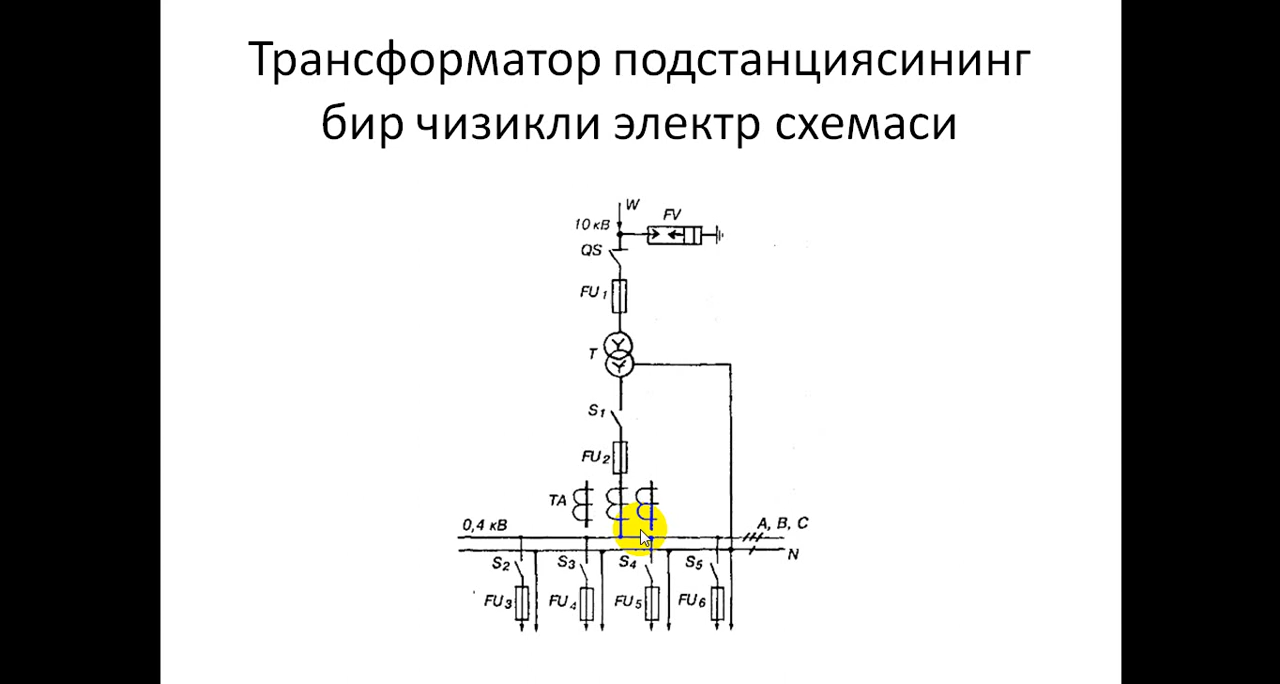 Трансформатор подстанциясининг
бир чизикли электр схемаси
W
10 кВ
FV
QS
FU1
T
S1
FU2
TA
0,4 кВ
A, B, C
N
S2
S3
S4
S5
FU3
FU4
FU5
FU6